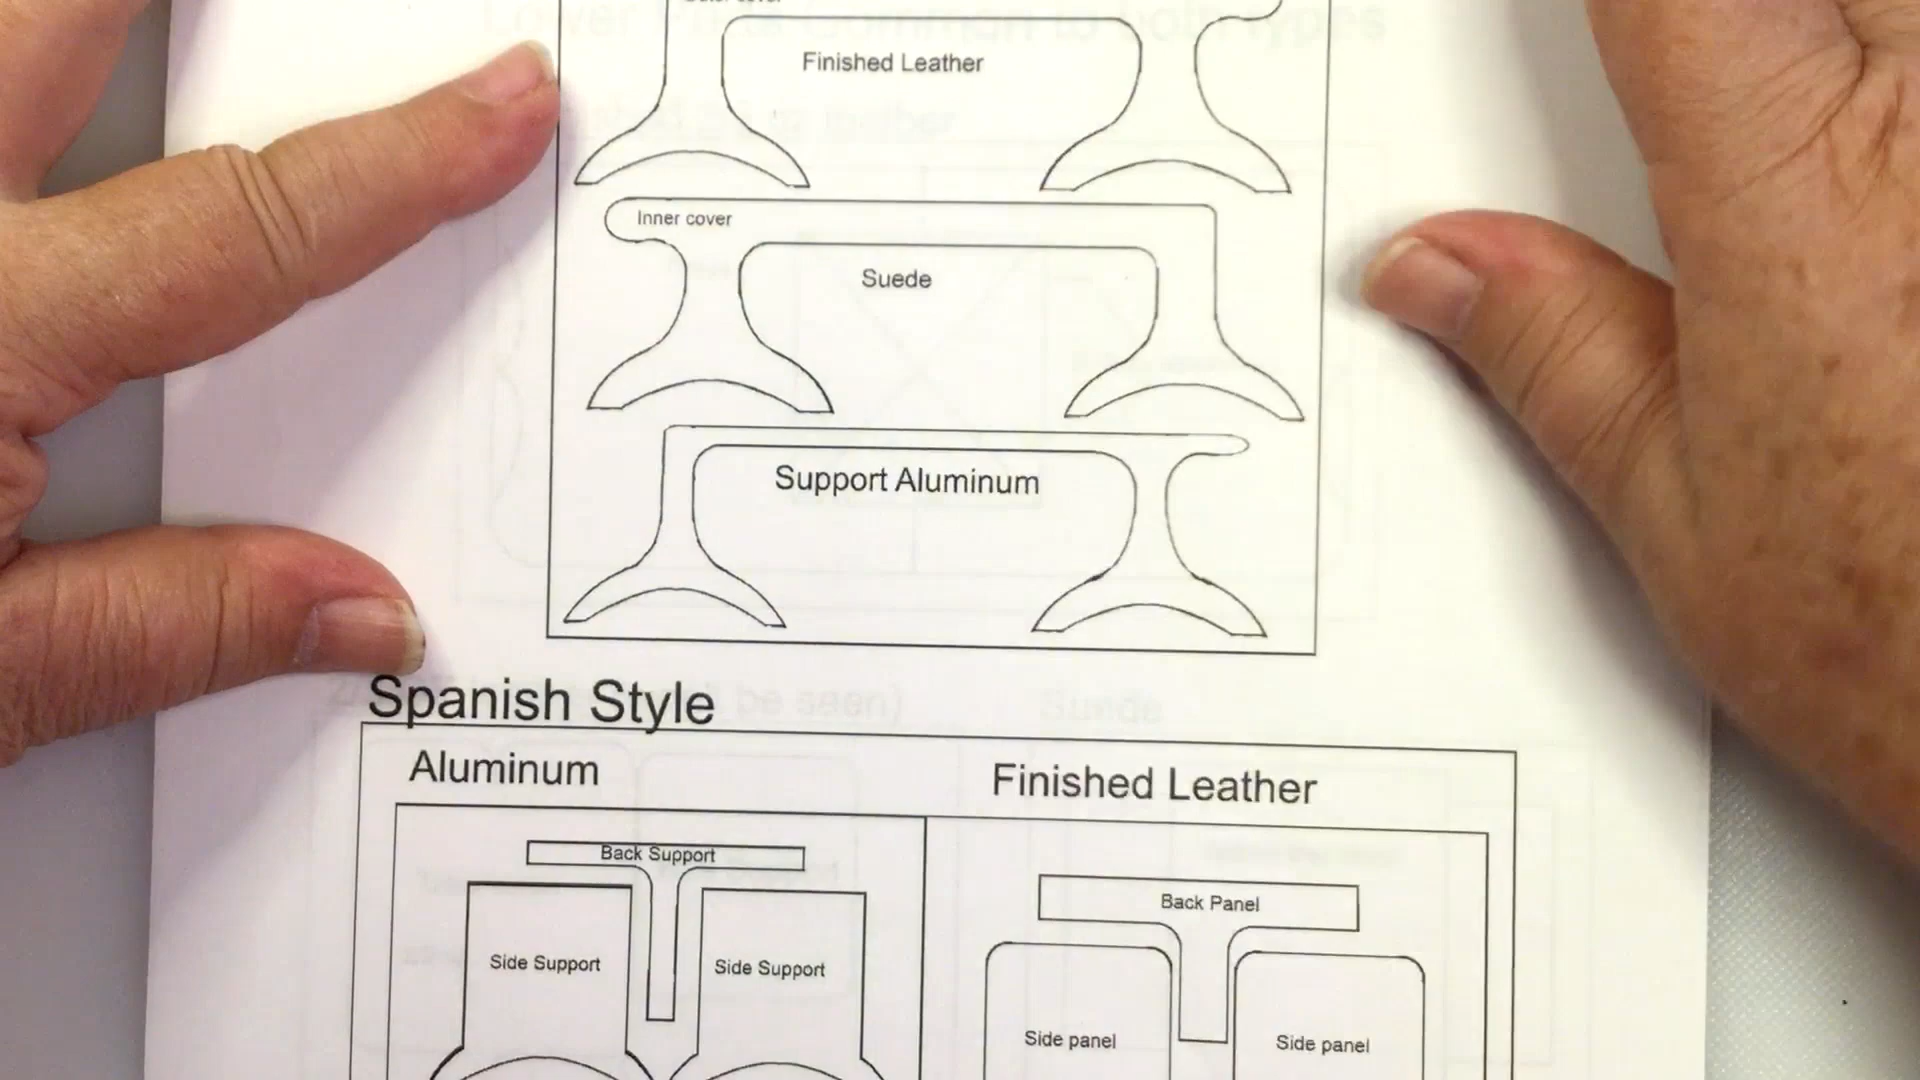 Finished Leather
Inner cover
Suede
Support Aluminum
Spanish Style
Aluminum
Finished Leather
Back Support
Back Panel
Side Support
Side Support
Side panel
Side panel